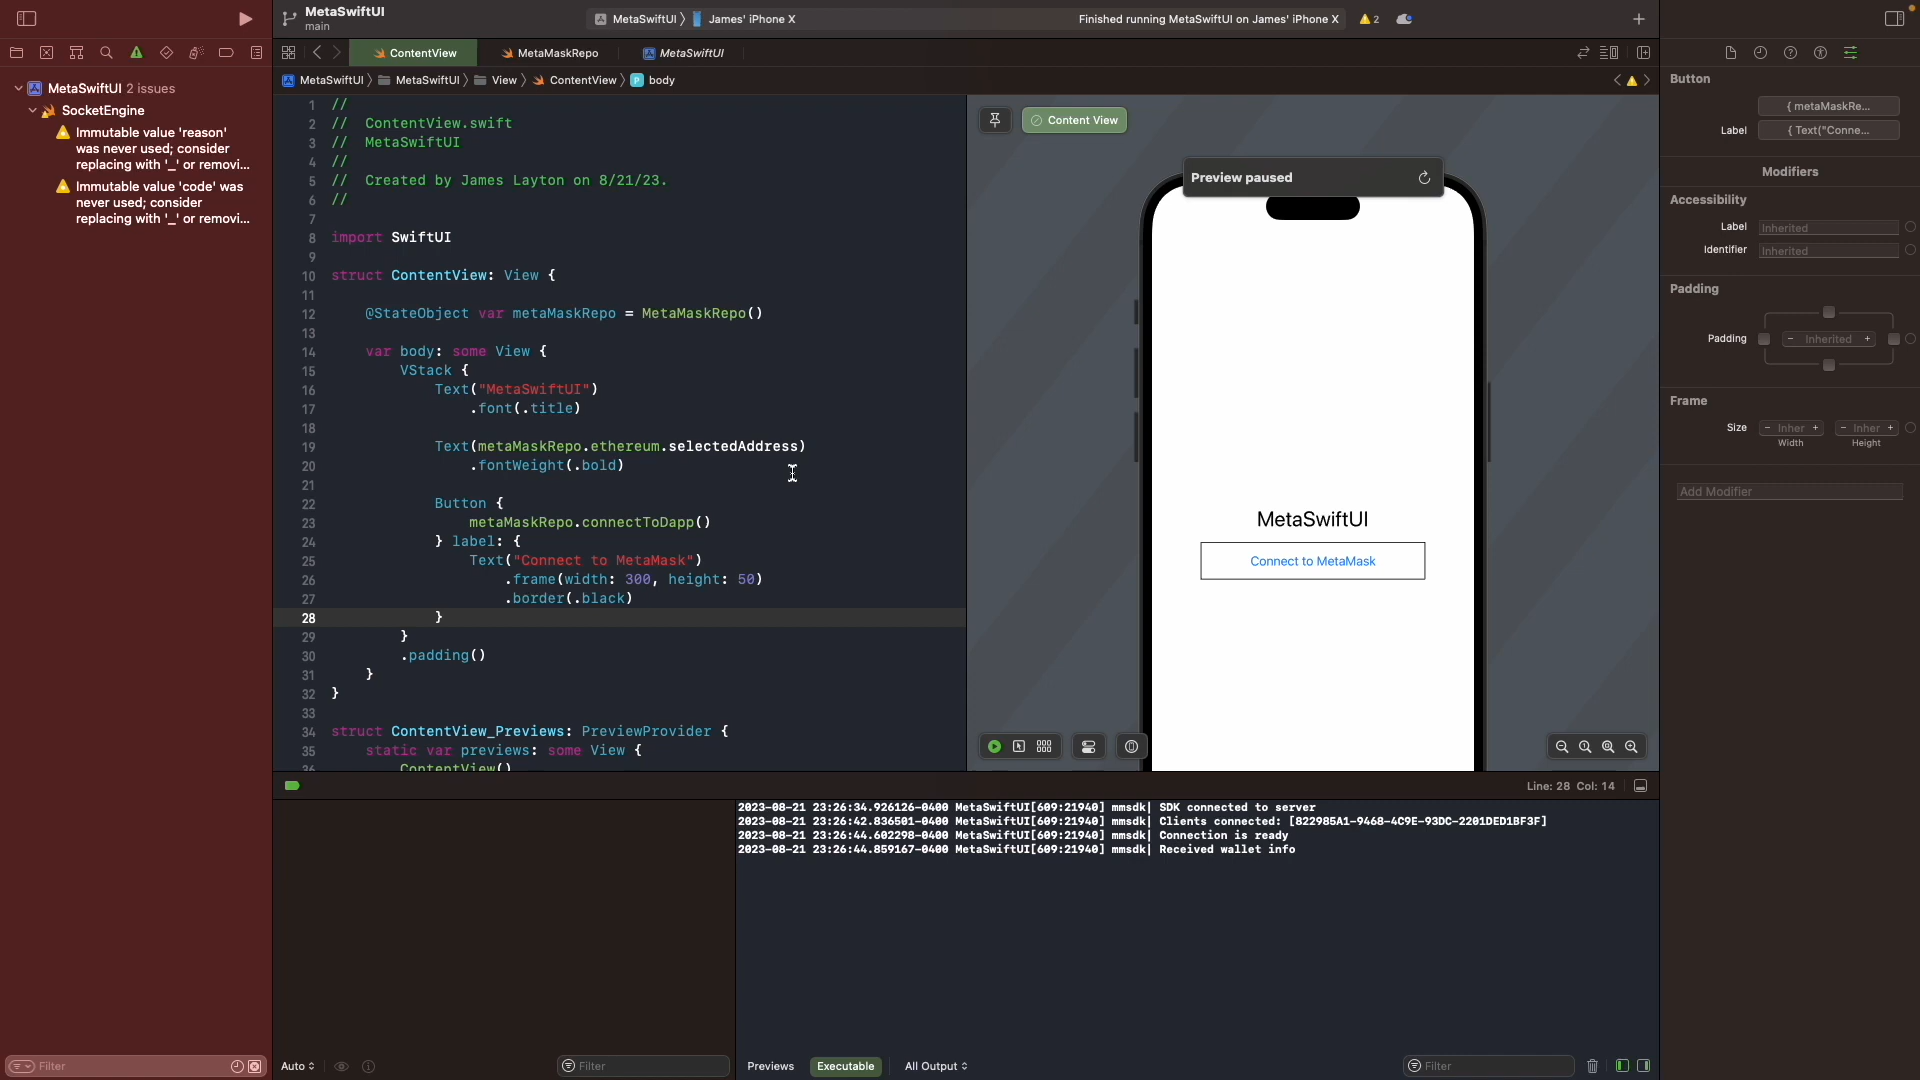 MetaSwiftUI
main
MetaSwiftUI
James' iPhone X
Finished running MetaSwiftUI on James' iPhone X
2
ContentView
MetaMaskRepo
MetaSwiftUI
MetaSwiftUI
MetaSwiftUI
View
ContentView
body
MetaSwiftUI 2 issues
SocketEngine
Immutable value 'reason'
was never used; consider
replacing with '_' or removi...
Immutable value 'code' was
never used; consider
replacing with '_' or removi...
1 //
2 //  ContentView.swift
3 //  MetaSwiftUI
4 //
5 //  Created by James Layton on 8/21/23.
6 //
7
8 import SwiftUI
9
10 struct ContentView: View {
11
12     @StateObject var metaMaskRepo = MetaMaskRepo()
13
14     var body: some View {
15         VStack {
16             Text("MetaSwiftUI")
17                 .font(.title)
18
19             Text(metaMaskRepo.ethereum.selectedAddress)
20                 .fontWeight(.bold)
21
22             Button {
23                 metaMaskRepo.connectToDapp()
24             } label: {
25                 Text("Connect to MetaMask")
26                     .frame(width: 300, height: 50)
27                     .border(.black)
28             }
29         }
30         .padding()
31     }
32 }
33
34 struct ContentView_Previews: PreviewProvider {
35     static var previews: some View {
36         ContentView()
Content View
Preview paused
MetaSwiftUI
Connect to MetaMask
Button
{ metaMaskRe...
Label { Text("Conne...
Modifiers
Accessibility
Label Inherited
Identifier Inherited
Padding
Padding − Inherited +
Frame
Size − Inher + − Inher +
Width Height
Add Modifier
Line: 28 Col: 14
2023-08-21 23:26:34.926126-0400 MetaSwiftUI[609:21940] mmsdk| SDK connected to server
2023-08-21 23:26:42.836501-0400 MetaSwiftUI[609:21940] mmsdk| Clients connected: [822985A1-9468-4C9E-93DC-2201DED1BF3F]
2023-08-21 23:26:44.602298-0400 MetaSwiftUI[609:21940] mmsdk| Connection is ready
2023-08-21 23:26:44.859167-0400 MetaSwiftUI[609:21940] mmsdk| Received wallet info
Filter
Auto
Filter
Previews
Executable
All Output
Filter